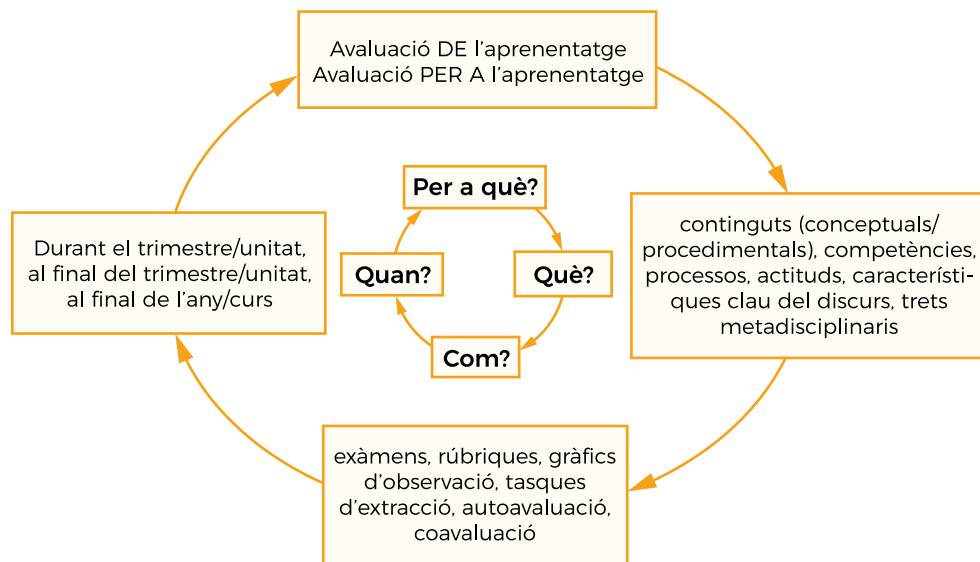 Avaluació DE l'aprenentatge
Avaluació PER A l'aprenentatge
Per a què?
continguts (conceptuals/
procedimentals), competències,
processos, actituds, característi-
ques clau del discurs, trets
metadisciplinaris
Durant el trimestre/unitat,
al final del trimestre/unitat,
al final de l'any/curs
Quan?
Què?
Com?
exàmens, rúbriques, gràfics
d'observació, tasques
d'extracció, autoavaluació,
coavaluació